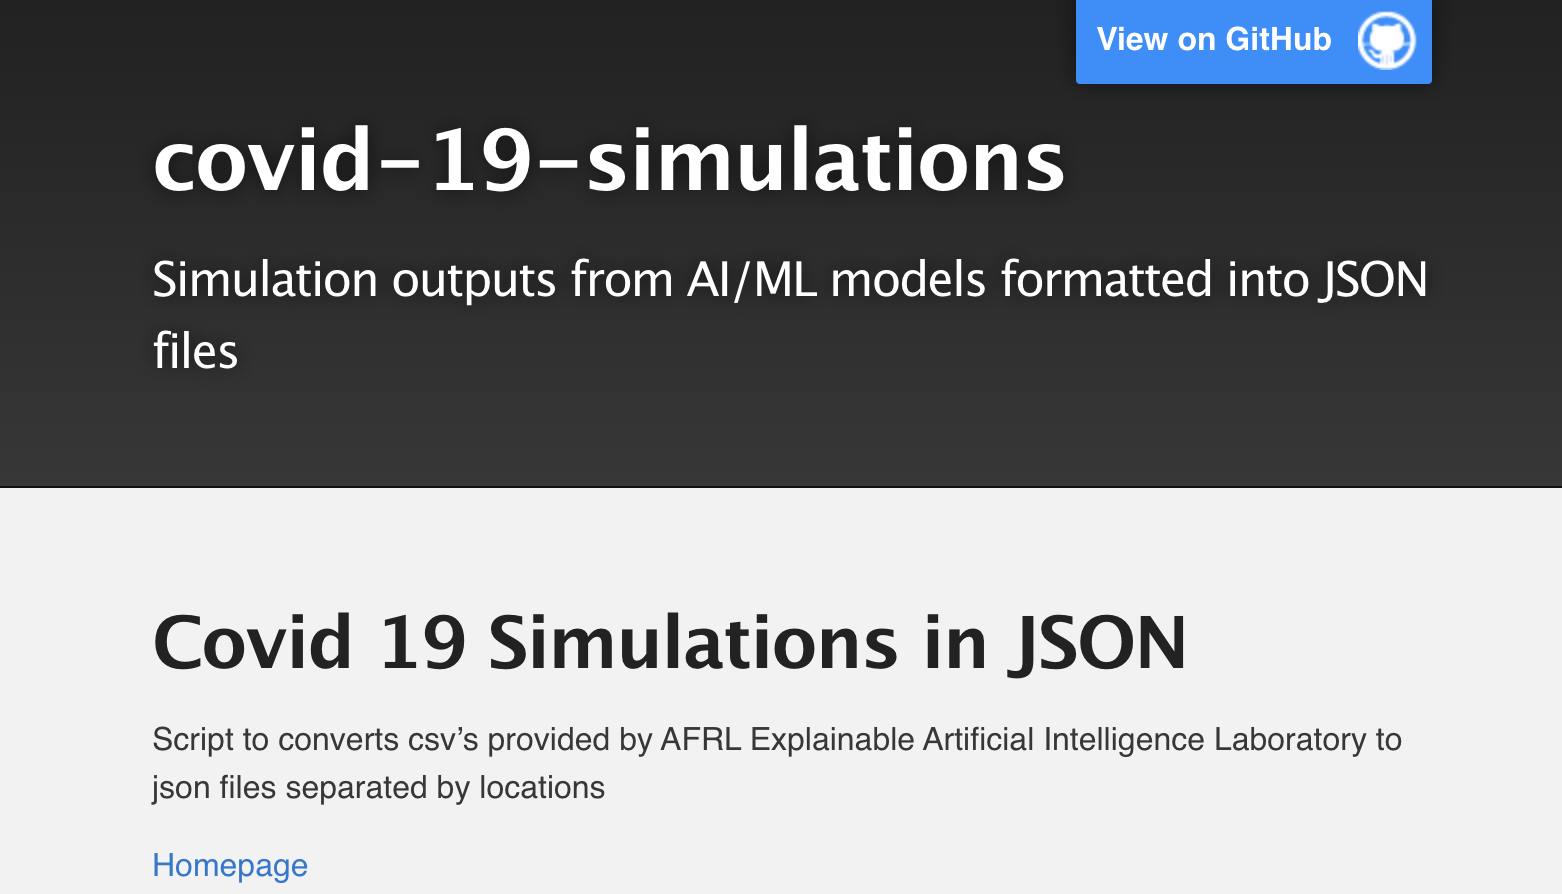 View on GitHub
covid-19-simulations
Simulation outputs from AI/ML models formatted into JSON
files
Covid 19 Simulations in JSON
Script to converts csv’s provided by AFRL Explainable Artificial Intelligence Laboratory to
json files separated by locations
Homepage